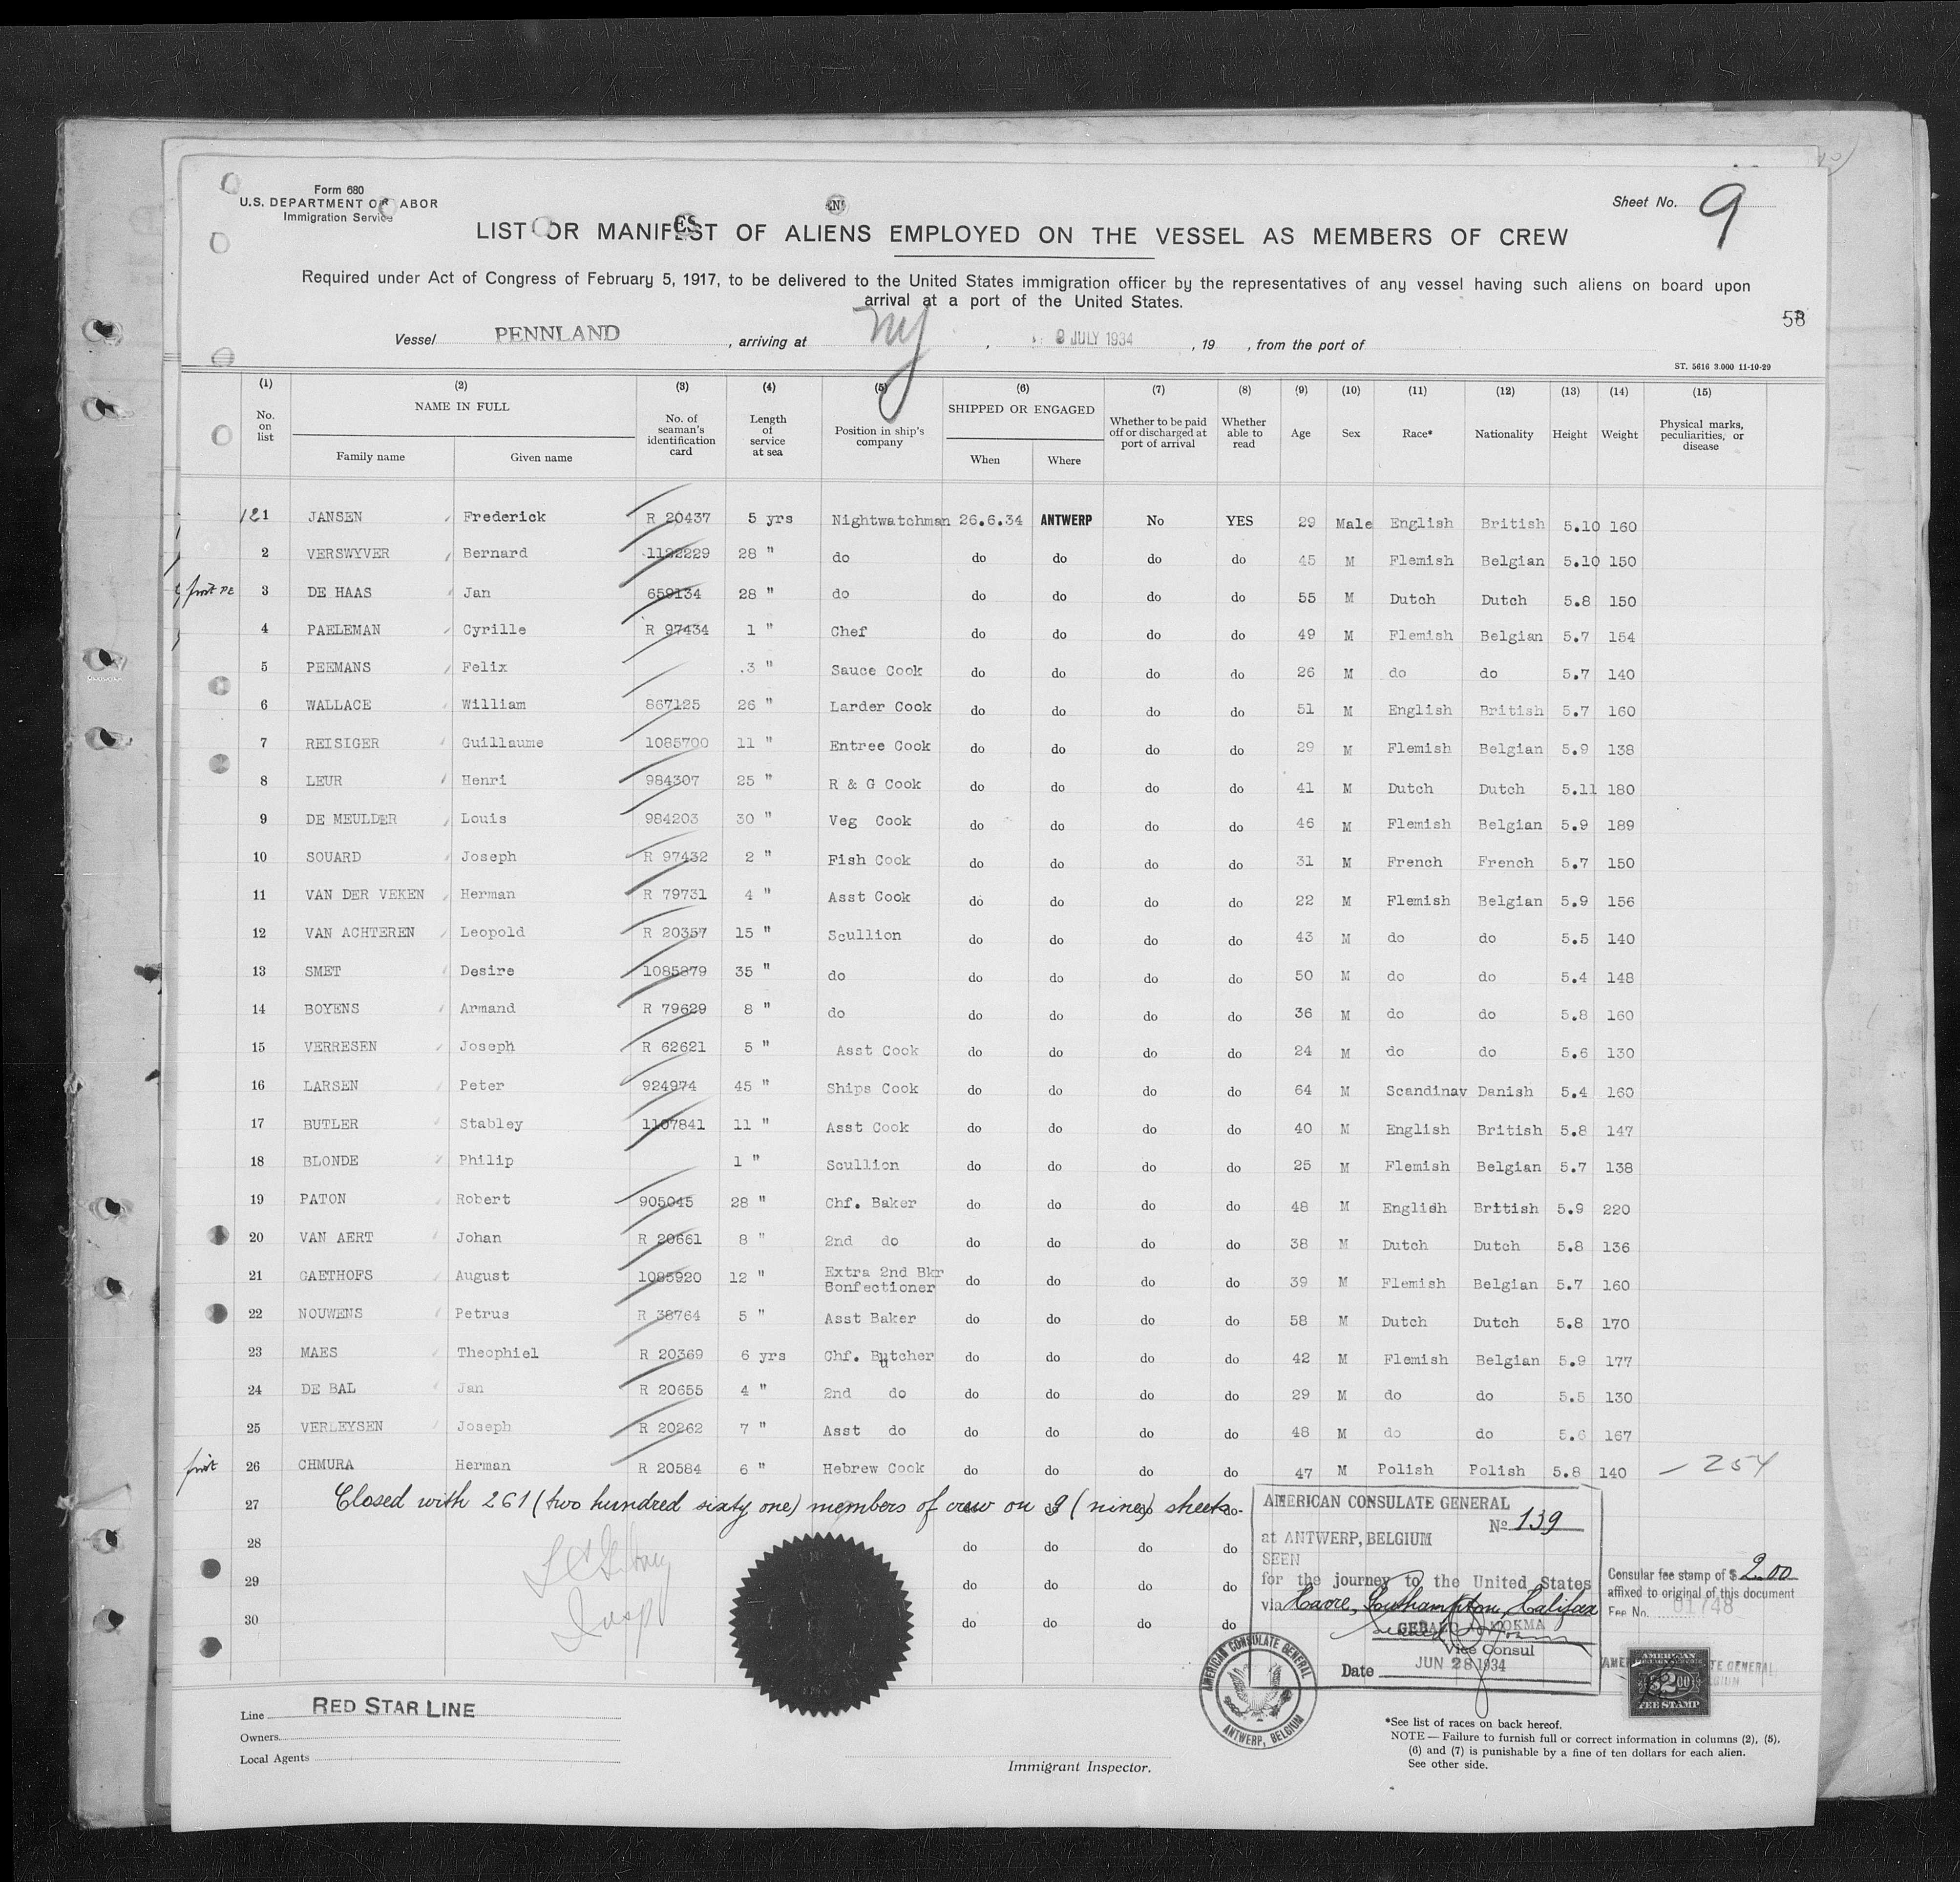 Form 680
U.S. DEPARTMENT OF LABOR
Immigration Service
Sheet No. 9
LIST OR MANIFEST OF ALIENS EMPLOYED ON THE VESSEL AS MEMBERS OF CREW
Required under Act of Congress of February 5, 1917, to be delivered to the United States immigration officer by the representatives of any vessel having such aliens on board upon
arrival at a port of the United States.
58
Vessel PENNLAND, arriving at NY, 8 JULY 1934, 19 , from the port of
ST. 5616 3.000 11-10-29
(1) (2) (3) (4) (5) (6) (7) (8) (9) (10) (11) (12) (13) (14) (15)
No. on list NAME IN FULL Family name Given name No. of seaman's identification card Length of service at sea Position in ship's company SHIPPED OR ENGAGED When Where Whether to be paid off or discharged at port of arrival Whether able to read Age Sex Race* Nationality Height Weight Physical marks, peculiarities, or disease
1 JANSEN Frederick R 20437 5 yrs Nightwatchman 26.6.34 ANTWERP No YES 29 Male English British 5.10 160
2 VERSWYVER Bernard 1122229 28 " do do do do do 45 M Flemish Belgian 5.10 150
first 3 DE HAAS Jan 659134 28 " do do do do do 55 M Dutch Dutch 5.8 150
4 PAELEMAN Cyrille R 97434 1 " Chef do do do do 49 M Flemish Belgian 5.7 154
5 PEEMANS Felix .3 " Sauce Cook do do do do 26 M do do 5.7 140
6 WALLACE William 867125 26 " Larder Cook do do do do 51 M English British 5.7 160
7 REISIGER Guillaume 1085700 11 " Entree Cook do do do do 29 M Flemish Belgian 5.9 138
8 LEUR Henri 984307 25 " R & G Cook do do do do 41 M Dutch Dutch 5.11 180
9 DE MEULDER Louis 984203 30 " Veg Cook do do do do 46 M Flemish Belgian 5.9 189
10 SOUARD Joseph R 97432 2 " Fish Cook do do do do 31 M French French 5.7 150
11 VAN DER VEKEN Herman R 79731 4 " Asst Cook do do do do 22 M Flemish Belgian 5.9 156
12 VAN ACHTEREN Leopold R 20357 15 " Scullion do do do do 43 M do do 5.5 140
13 SMET Desire 1085879 35 " do do do do do 50 M do do 5.4 148
14 BOYENS Armand R 79629 8 " do do do do do 36 M do do 5.8 160
15 VERRESEN Joseph R 62621 5 " Asst Cook do do do do 24 M do do 5.6 130
16 LARSEN Peter 924974 45 " Ships Cook do do do do 64 M Scandinav Danish 5.4 160
17 BUTLER Stabley 1107841 11 " Asst Cook do do do do 40 M English British 5.8 147
18 BLONDE Philip 1 " Scullion do do do do 25 M Flemish Belgian 5.7 138
19 PATON Robert 905045 28 " Chf. Baker do do do do 48 M English British 5.9 220
20 VAN AERT Johan R 20661 8 " 2nd do do do do do 38 M Dutch Dutch 5.8 136
21 GAETHOFS August 1085920 12 " Extra 2nd Bkr Bonfectioner do do do do 39 M Flemish Belgian 5.7 160
22 NOUWENS Petrus R 38764 5 " Asst Baker do do do do 58 M Dutch Dutch 5.8 170
23 MAES Theophiel R 20369 6 yrs Chf. Butcher do do do do 42 M Flemish Belgian 5.9 177
24 DE BAL Jan R 20655 4 " 2nd do do do do do 29 M do do 5.5 130
25 VERLEYSEN Joseph R 20262 7 " Asst do do do do do 48 M do do 5.6 167
first 26 CHMURA Herman R 20584 6 " Hebrew Cook do do do do 47 M Polish Polish 5.8 140 — 254
27 Closed with 261 (two hundred sixty one) members of crew on 9 (nine) sheets
28 do do do do
29 do do do do
30 do do do do
Insp
AMERICAN CONSULATE GENERAL
No 139
at ANTWERP, BELGIUM
SEEN
for the journey to the United States
via Havre, Southampton, Halifax
Vice Consul
Date JUN 28 1934
Consular fee stamp of $ 2.00
affixed to original of this document
Fee No. 61748
AMERICAN CONSULATE GENERAL
ANTWERP, BELGIUM
AMERICAN
$2.00
FEE STAMP
Line RED STAR LINE
Owners
Local Agents
Immigrant Inspector.
*See list of races on back hereof.
NOTE — Failure to furnish full or correct information in columns (2), (5),
(6) and (7) is punishable by a fine of ten dollars for each alien.
See other side.